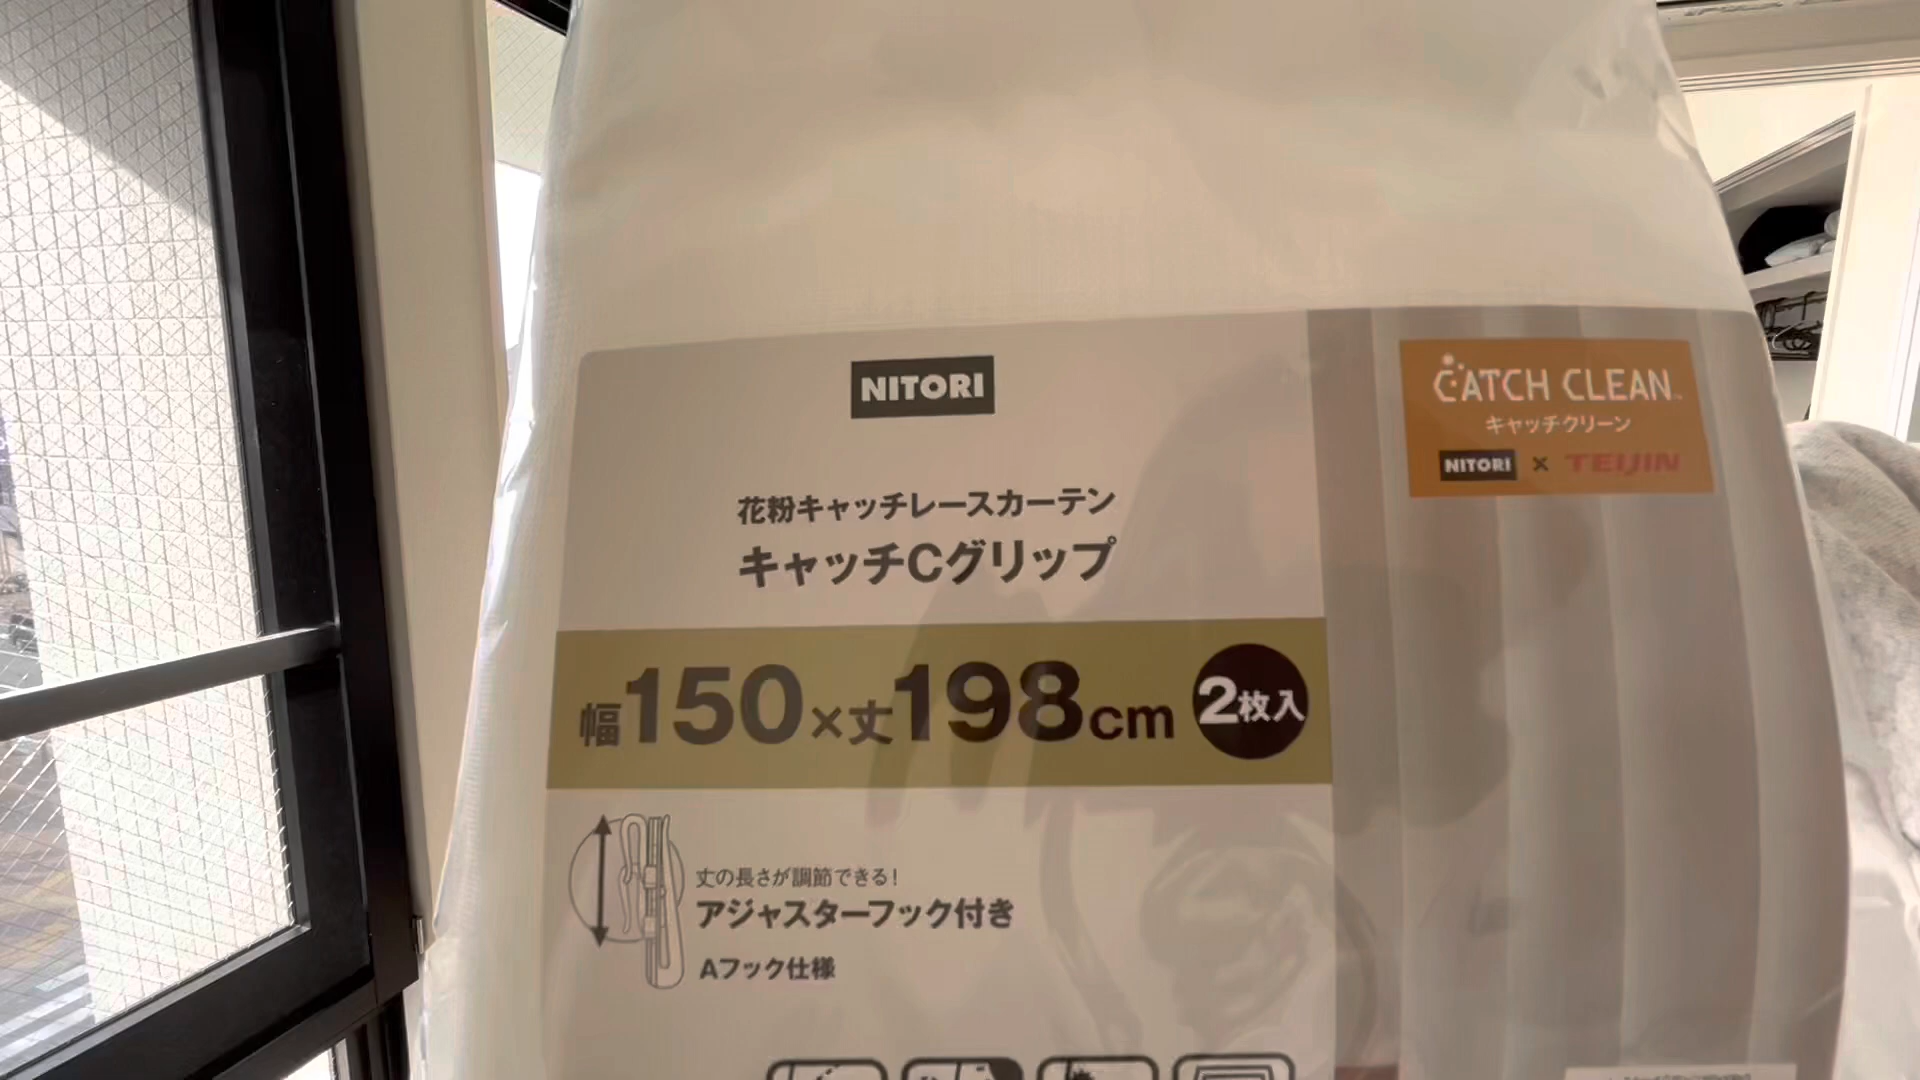 NITORI
花粉キャッチレースカーテン
キャッチCグリップ
幅150×丈198cm 2枚入
丈の長さが調節できる!
アジャスターフック付き
Aフック仕様
CATCH CLEAN™
キャッチクリーン
NITORI × TEIJIN